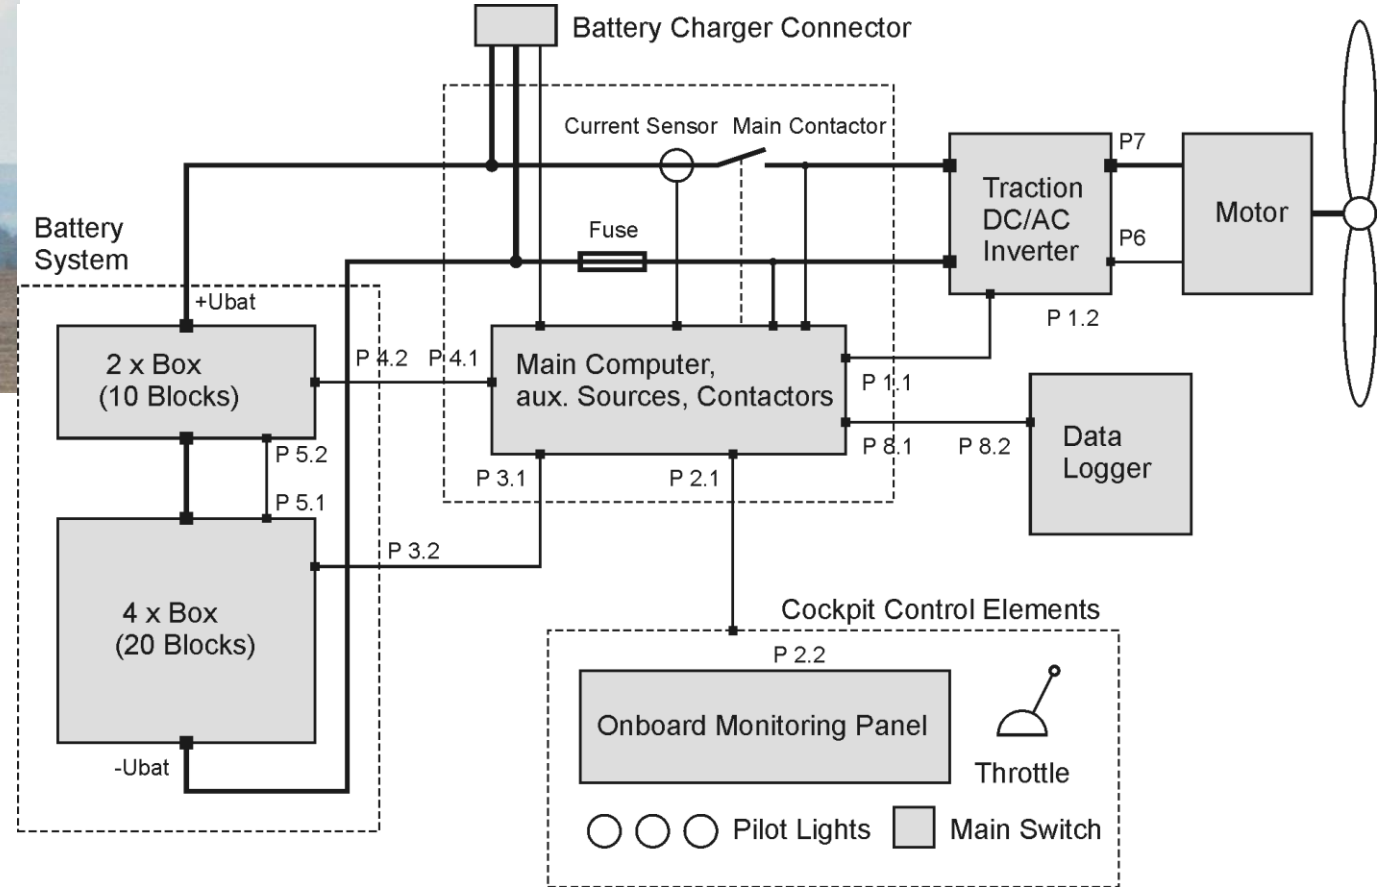 Battery Charger Connector
Current Sensor
Main Contactor
P7
Traction
DC/AC
Inverter
Motor
Battery
System
Fuse
P6
+Ubat
P 1.2
2 x Box
(10 Blocks)
P 4.2
P 4.1
Main Computer,
aux. Sources, Contactors
P 1.1
P 8.1
P 8.2
Data
Logger
P 5.2
P 5.1
P 3.1
P 2.1
P 3.2
4 x Box
(20 Blocks)
-Ubat
Cockpit Control Elements
P 2.2
Onboard Monitoring Panel
Throttle
Pilot Lights
Main Switch